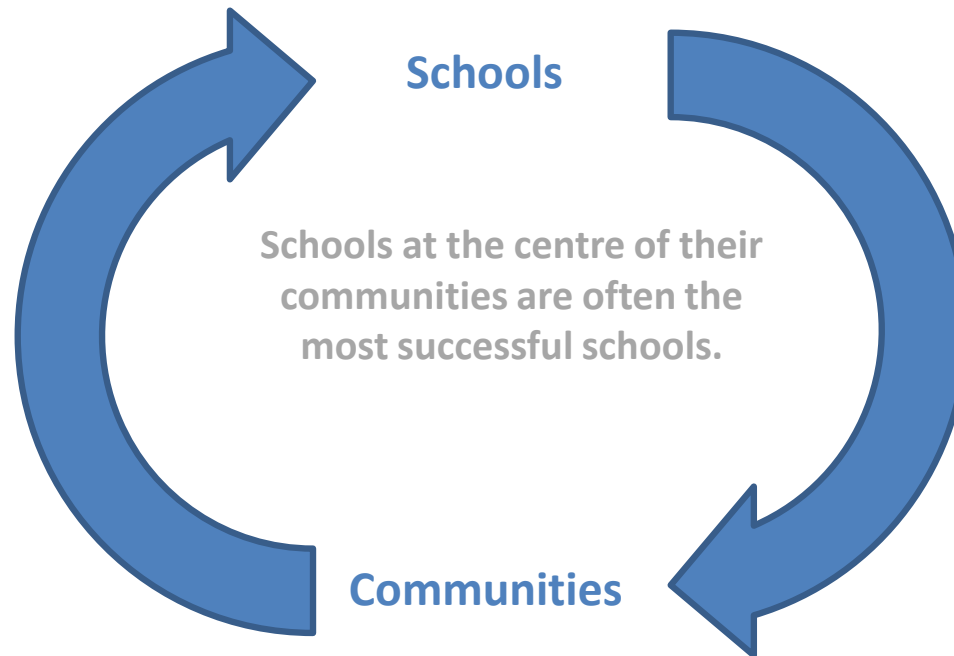 Schools
Schools at the centre of their
communities are often the
most successful schools.
Communities